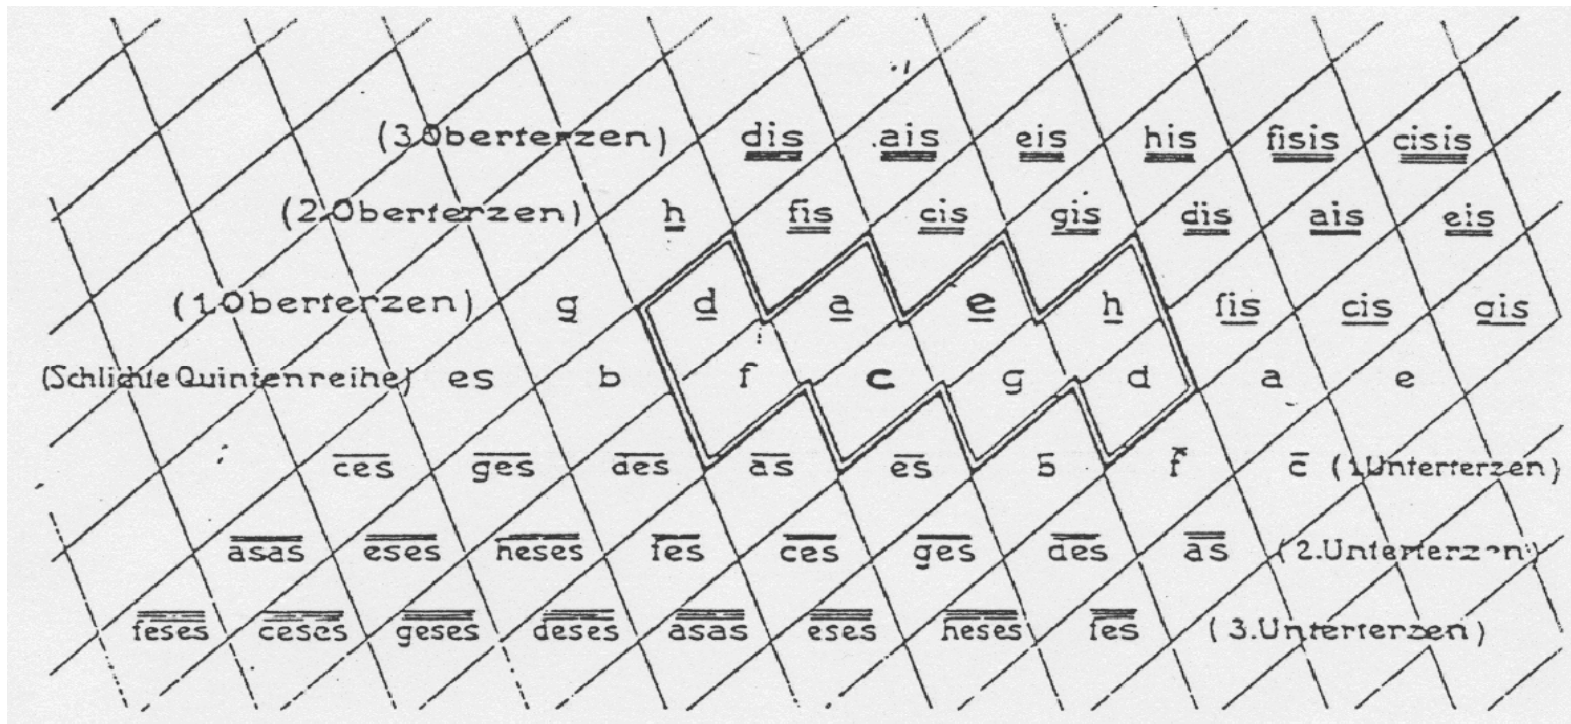 (3.Oberterzen) dis ais eis his fisis cisis
(2.Oberterzen) h fis cis gis dis ais eis
(1.Oberterzen) g d a e h fis cis gis
(Schlichte Quintenreihe) es b f c g d a e
ces ges des as es b f c (1.Unterterzen)
asas eses heses fes ces ges des as (2.Unterterzen)
feses ceses geses deses asas eses heses fes (3.Unterterzen)